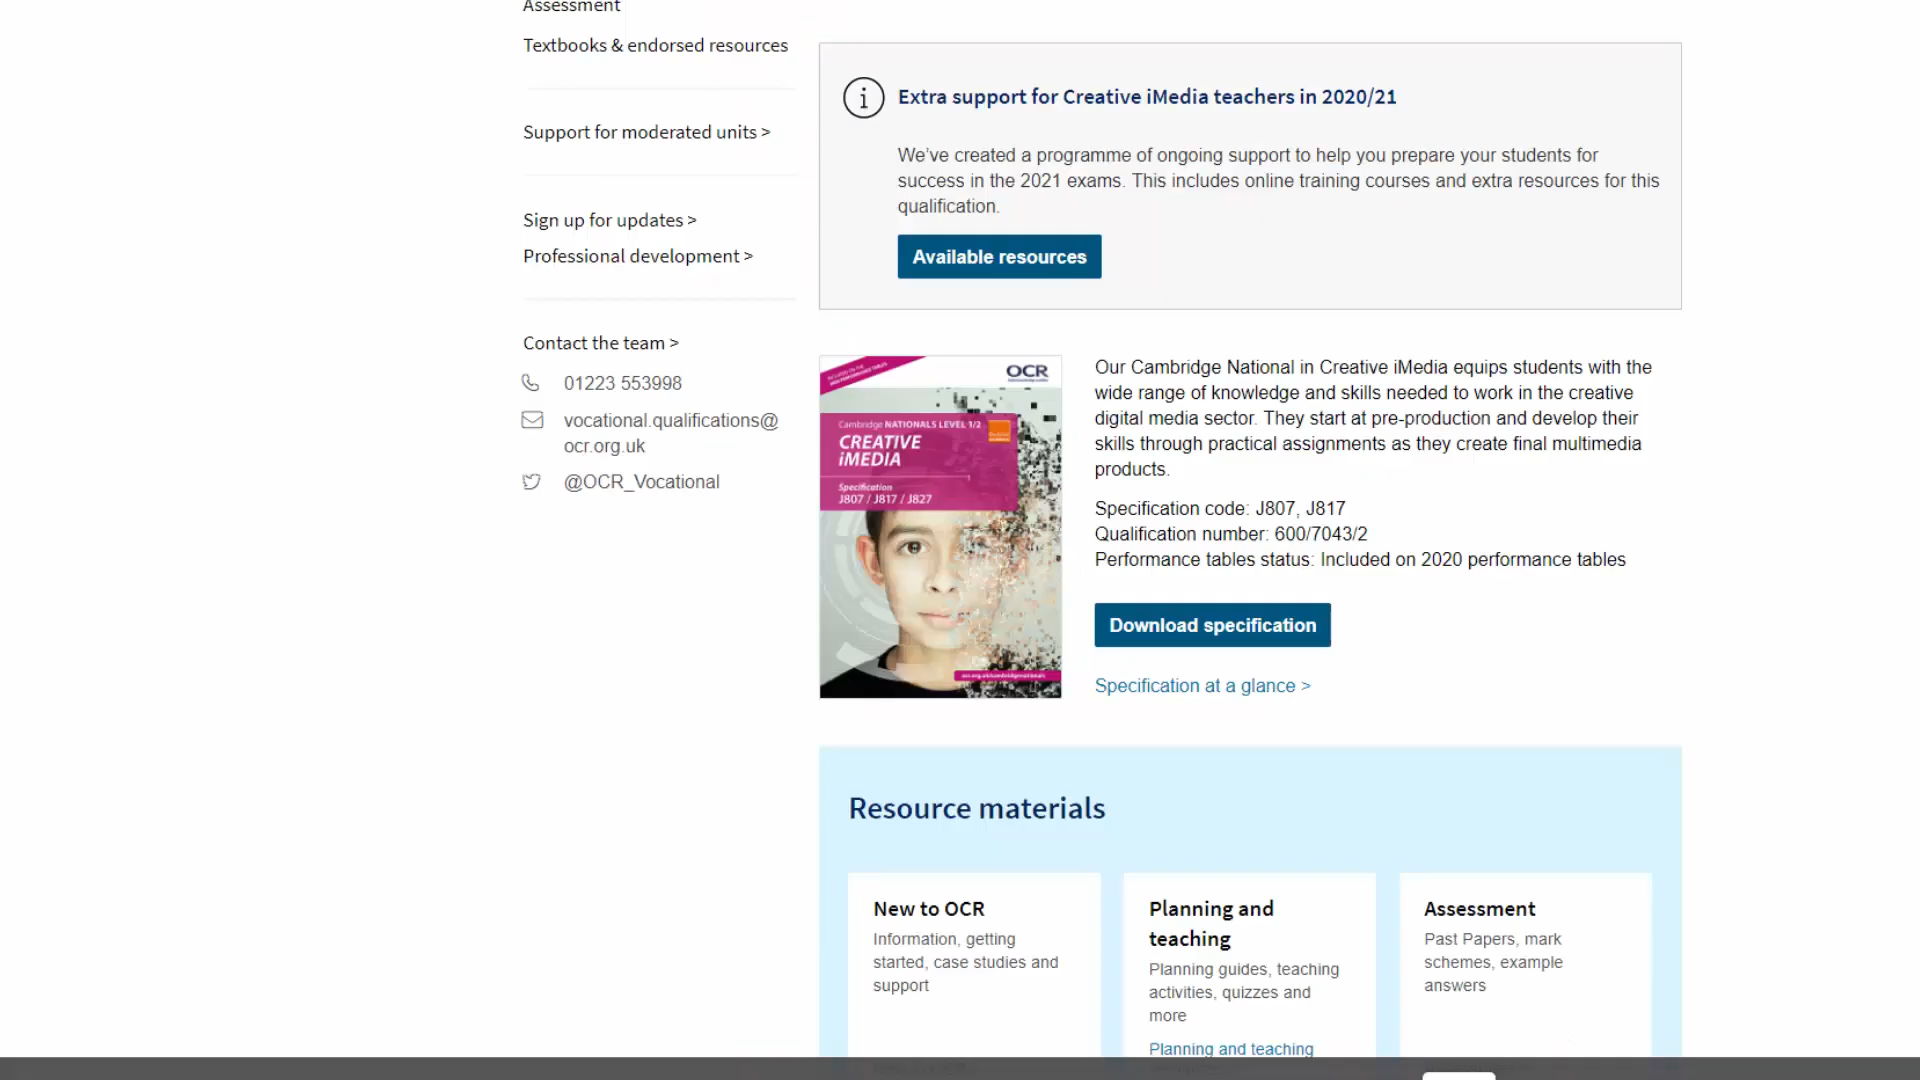 Assessment
Textbooks & endorsed resources
Support for moderated units >
Sign up for updates >
Professional development >
Contact the team >
01223 553998
vocational.qualifications@
ocr.org.uk
@OCR_Vocational
Extra support for Creative iMedia teachers in 2020/21
We've created a programme of ongoing support to help you prepare your students for
success in the 2021 exams. This includes online training courses and extra resources for this
qualification.
Available resources
OCR
Cambridge NATIONALS LEVEL 1/2
CREATIVE
iMEDIA
Specification
J807 / J817 / J827
Our Cambridge National in Creative iMedia equips students with the
wide range of knowledge and skills needed to work in the creative
digital media sector. They start at pre-production and develop their
skills through practical assignments as they create final multimedia
products.
Specification code: J807, J817
Qualification number: 600/7043/2
Performance tables status: Included on 2020 performance tables
Download specification
Specification at a glance >
Resource materials
New to OCR
Information, getting
started, case studies and
support
Planning and
teaching
Planning guides, teaching
activities, quizzes and
more
Planning and teaching
Assessment
Past Papers, mark
schemes, example
answers